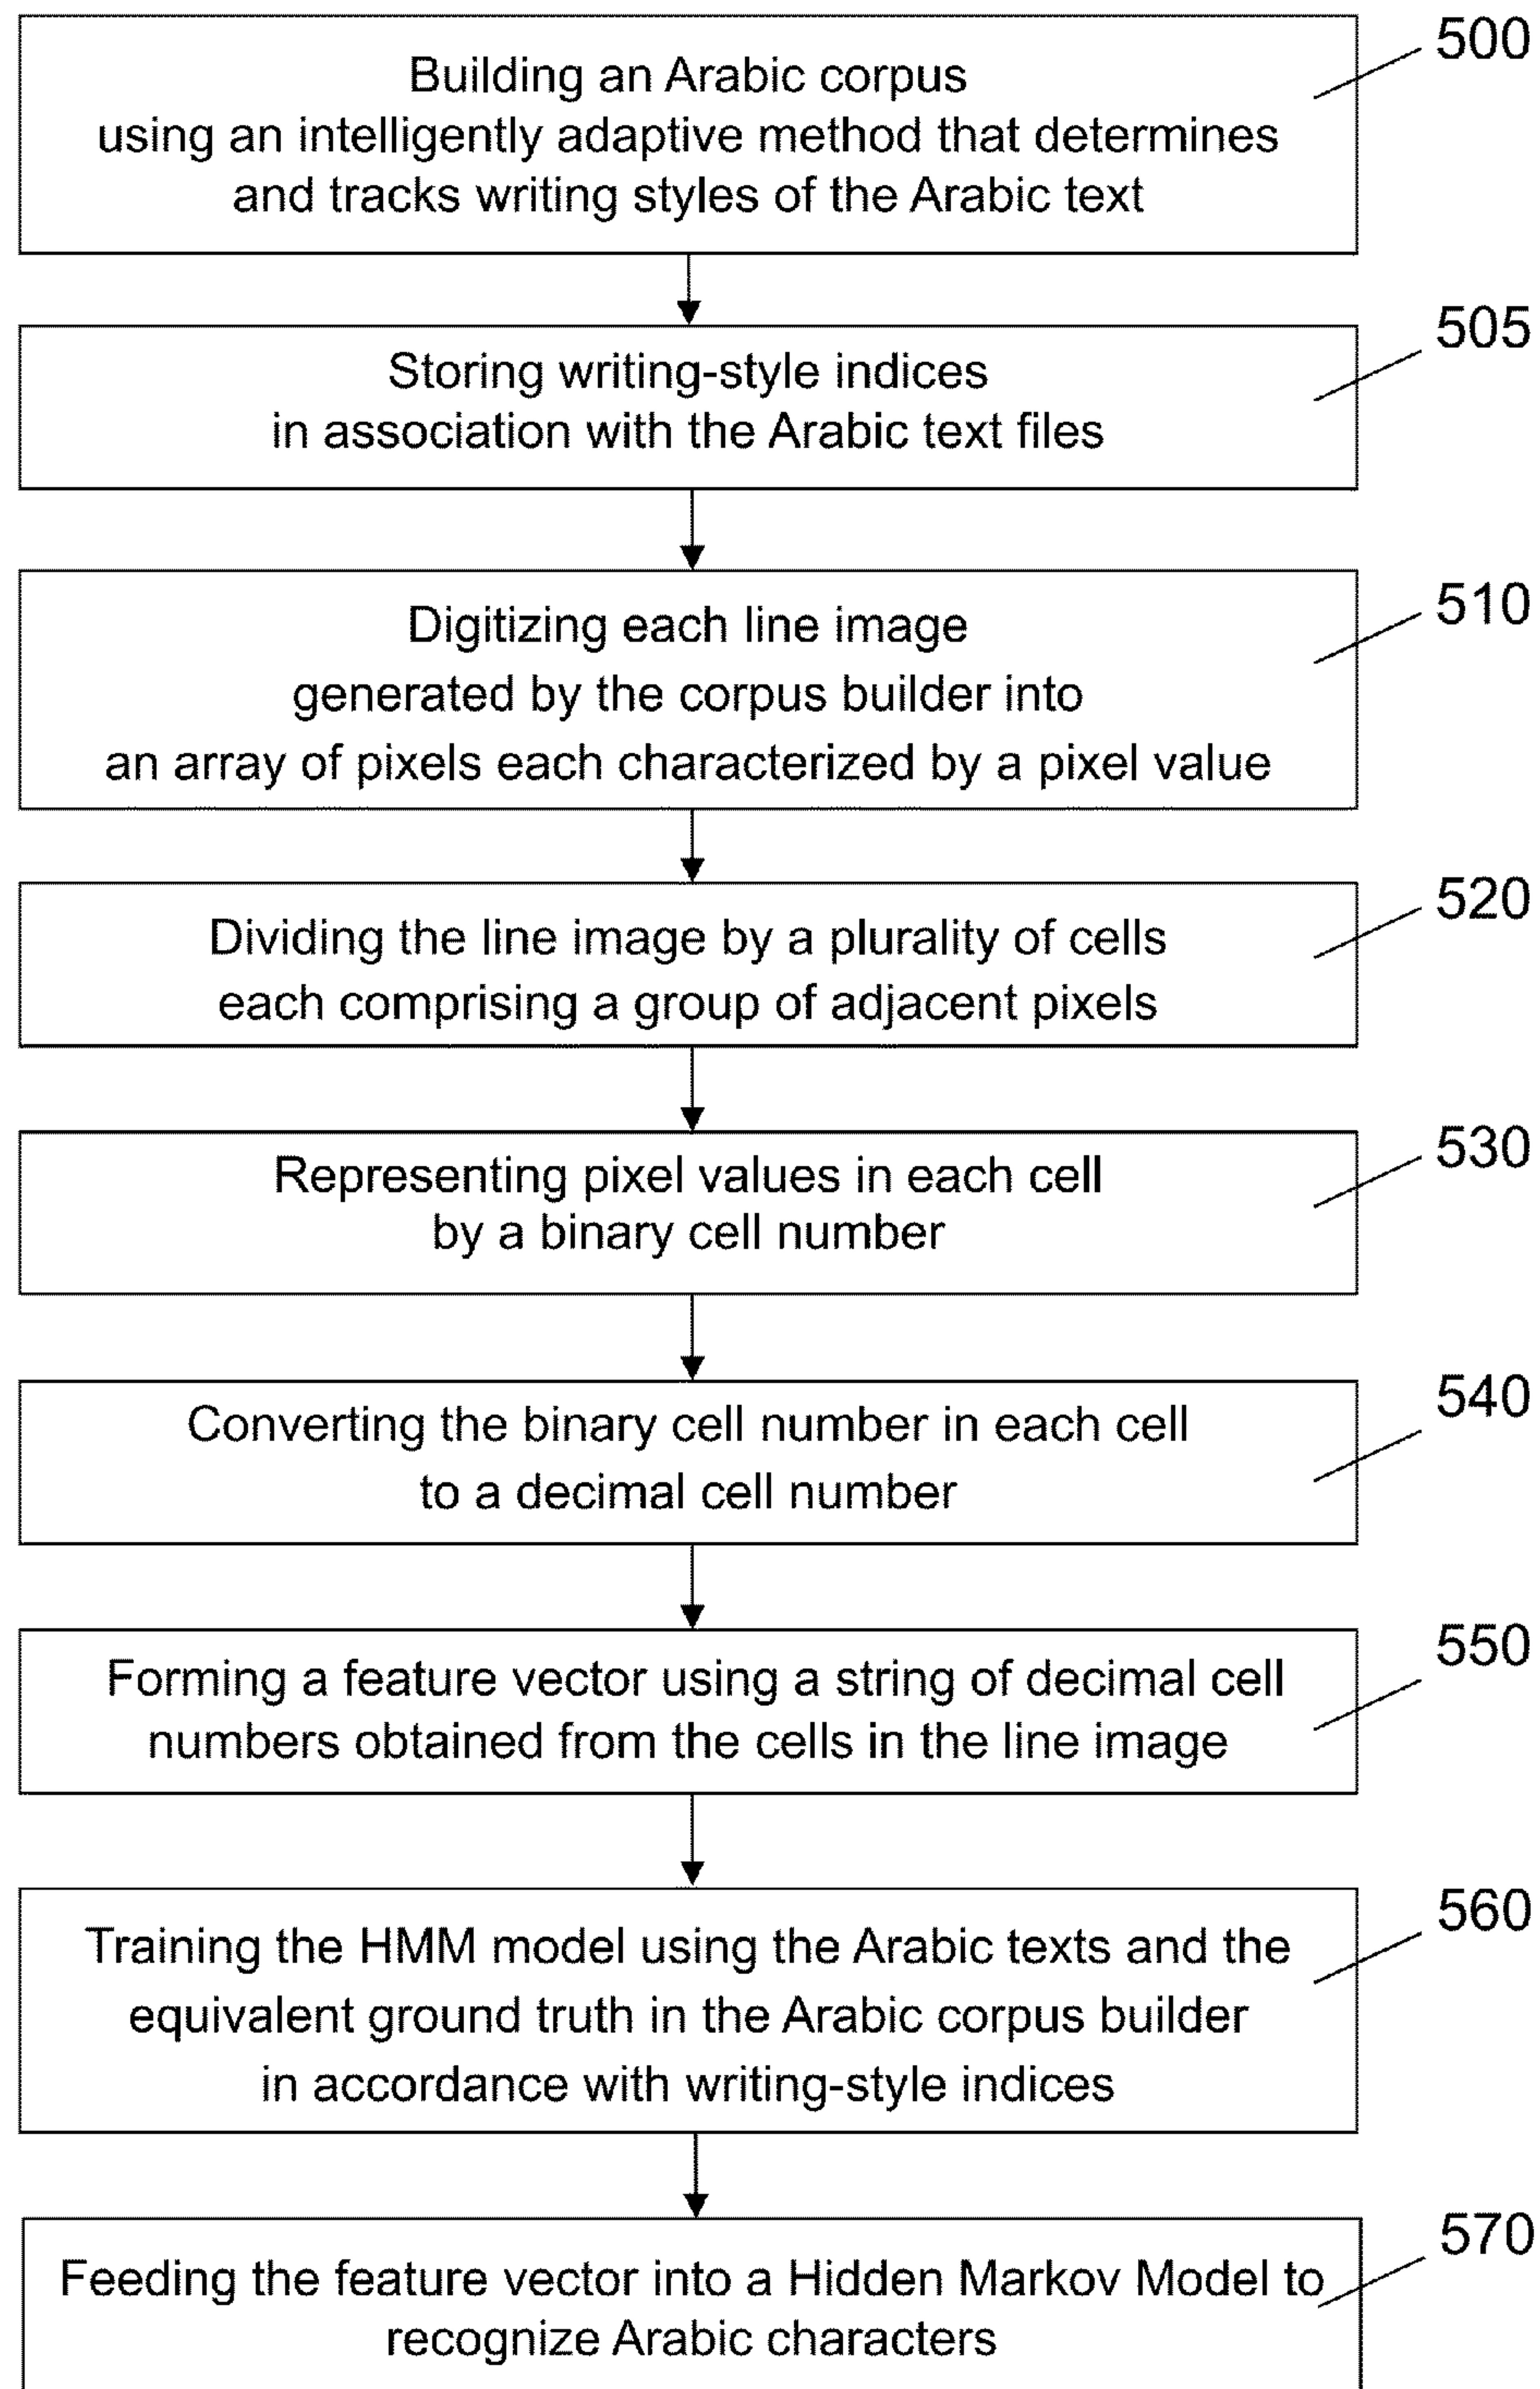 500
Building an Arabic corpus
using an intelligently adaptive method that determines
and tracks writing styles of the Arabic text
505
Storing writing-style indices
in association with the Arabic text files
510
Digitizing each line image
generated by the corpus builder into
an array of pixels each characterized by a pixel value
520
Dividing the line image by a plurality of cells
each comprising a group of adjacent pixels
530
Representing pixel values in each cell
by a binary cell number
540
Converting the binary cell number in each cell
to a decimal cell number
550
Forming a feature vector using a string of decimal cell
numbers obtained from the cells in the line image
560
Training the HMM model using the Arabic texts and the
equivalent ground truth in the Arabic corpus builder
in accordance with writing-style indices
570
Feeding the feature vector into a Hidden Markov Model to
recognize Arabic characters